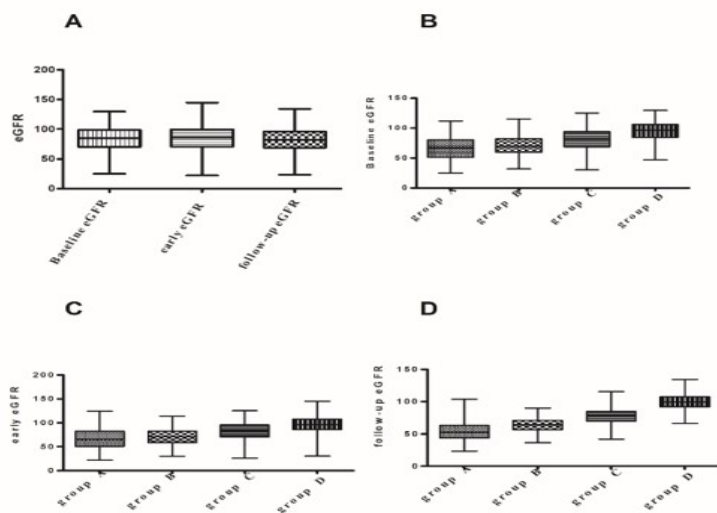 A
B
200
150
100
50
0
eGFR
Baseline eGFR
early eGFR
follow-up eGFR
150
100
50
0
Baseline eGFR
group A
group B
group C
group D
C
D
200
150
100
50
0
early eGFR
group A
group B
group C
group D
150
100
50
0
follow-up eGFR
group A
group B
group C
group D